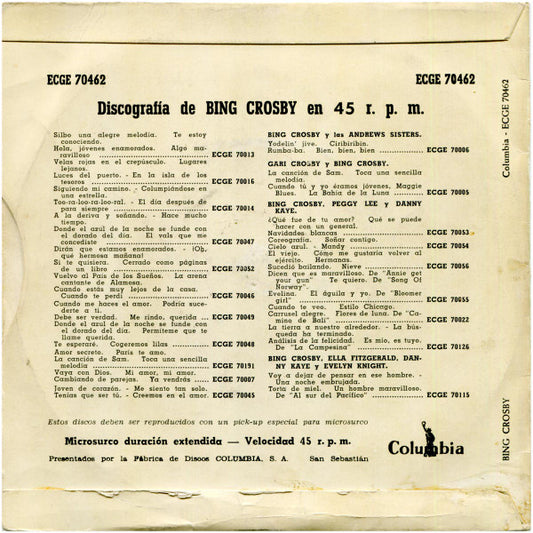 ECGE 70462
ECGE 70462
Discografía de BING CROSBY en 45 r. p. m.
Silbo una alegre melodía. Te estoy
conociendo.
Hola, jóvenes enamorados. Algo ma-
ravilloso ECGE 70013
Velas rojas en el crepúsculo. Lugares
lejanos.
Luces del puerto. - En la isla de los
tesoros ECGE 70016
Siguiendo mi camino. - Columpiándose en
una estrella.
Too-ra-loo-ra-loo-ral. - El día después de
para siempre ECGE 70014
A la deriva y soñando. - Hace mucho
tiempo.
Donde el azul de la noche se funde con
el dorado del día. El vals que me
concediste ECGE 70047
Dirán que estamos enamorados. - ¡Oh,
qué hermosa mañana!
Si te quisiera. Cerrado como páginas
de un libro ECGE 70052
Vuelvo al País de los Sueños. La arena
cantante de Alamosa.
Cuando estás muy lejos de la casa.
Cuando te perdí ECGE 70046
Cuando me haces el amor. Podría suce-
derte a ti.
Debe ser verdad. Me rindo, querida ECGE 70049
Donde el azul de la noche se funde con
el dorado del día. Permíteme que te
llame querida.
Te esperaré. Cogeremos lilas ECGE 70048
Amor secreto. París te amo.
La canción de Sam. Toca una sencilla
melodía ECGE 70191
Vaya con Dios. Mi amor, mi amor.
Cambiando de parejas. Ya vendrás ECGE 70007
Joven de corazón. - Me siento tan solo.
Tenías que ser tú. - Creemos en el amor. ECGE 70045
BING CROSBY y las ANDREWS SISTERS.
Yodelin' jive. Ciribiribin.
Rumba-ba. Bien, bien, bien ECGE 70006
GARI CROSBY y BING CROSBY.
La canción de Sam. Toca una sencilla
melodía.
Cuando tú y yo éramos jóvenes, Maggie
Blues. La Bahía de la Luna ECGE 70005
BING CROSBY, PEGGY LEE y DANNY
KAYE.
¿Qué fue de tu amor? Qué se puede
hacer con un general.
Navidades blancas ECGE 70053
Coreografía. Soñar contigo.
Cielo azul. - Mandy ECGE 70054
El viejo. Cómo me gustaría volver al
ejército. Hermanas.
Sucedió bailando. Nieve ECGE 70056
Dicen que es maravilloso. De "Annie get
your gun" Te quiero. De "Song Of
Norway".
Evelina. El águila y yo. De "Bloomer
girl" ECGE 70055
Cuando te veo. Estilo Chicago.
Carrusel alegre. Flores de luna. De "Ca-
mino de Bali" ECGE 70022
La tierra a nuestro alrededor. - La bús-
queda ha terminado.
Análisis de la felicidad. Es mío, es tuyo.
De "La Campesina" ECGE 70126
BING CROSBY, ELLA FITZGERALD, DAN-
NY KAYE y EVELYN KNIGHT.
Voy a dejar de pensar en ese hombre. -
Una noche embrujada.
Torta de miel. Un hombre maravilloso.
De "Al sur del Pacífico" ECGE 70115
Estos discos deben ser reproducidos con un pick-up especial para microsurco
Microsurco duración extendida — Velocidad 45 r. p. m.
Presentados por la Fábrica de Discos COLUMBIA, S. A. San Sebastián
Columbia
Columbia - ECGE 70462
BING CROSBY